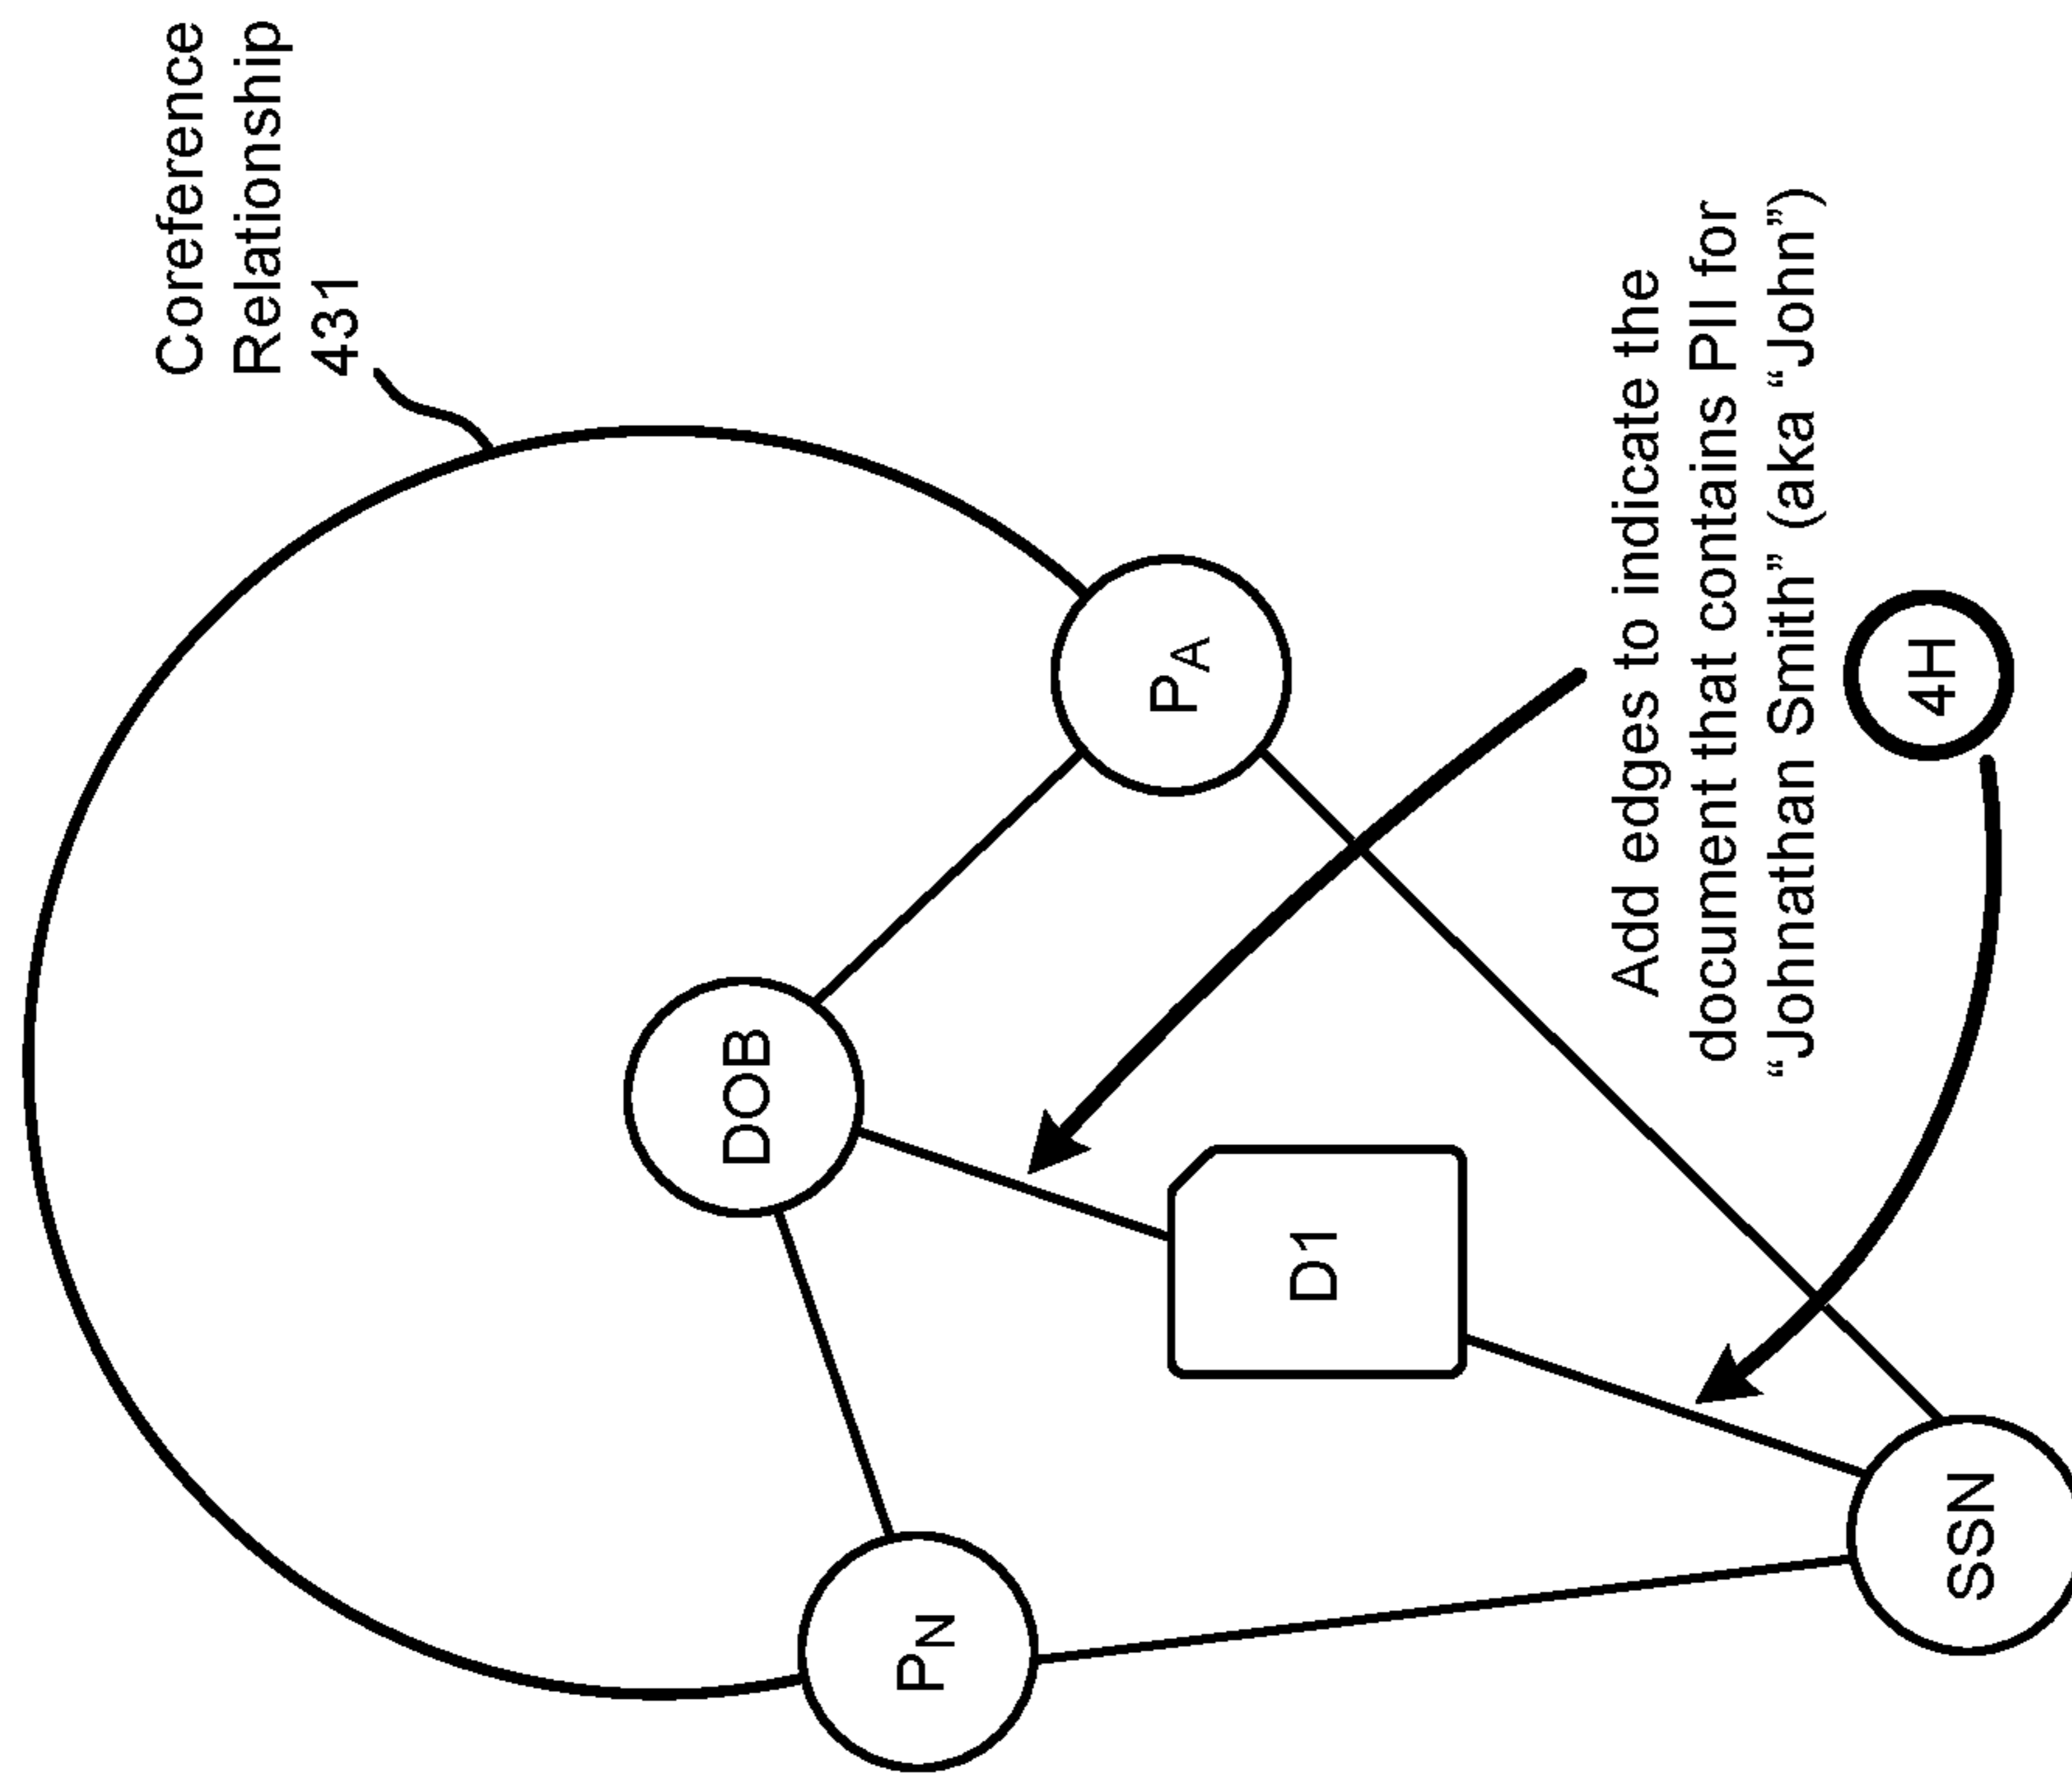 Coreference
Relationship
431
DOB
PA
PN
D1
SSN
Add edges to indicate the
document that contains PII for
“Johnathan Smith” (aka “John”)
4H